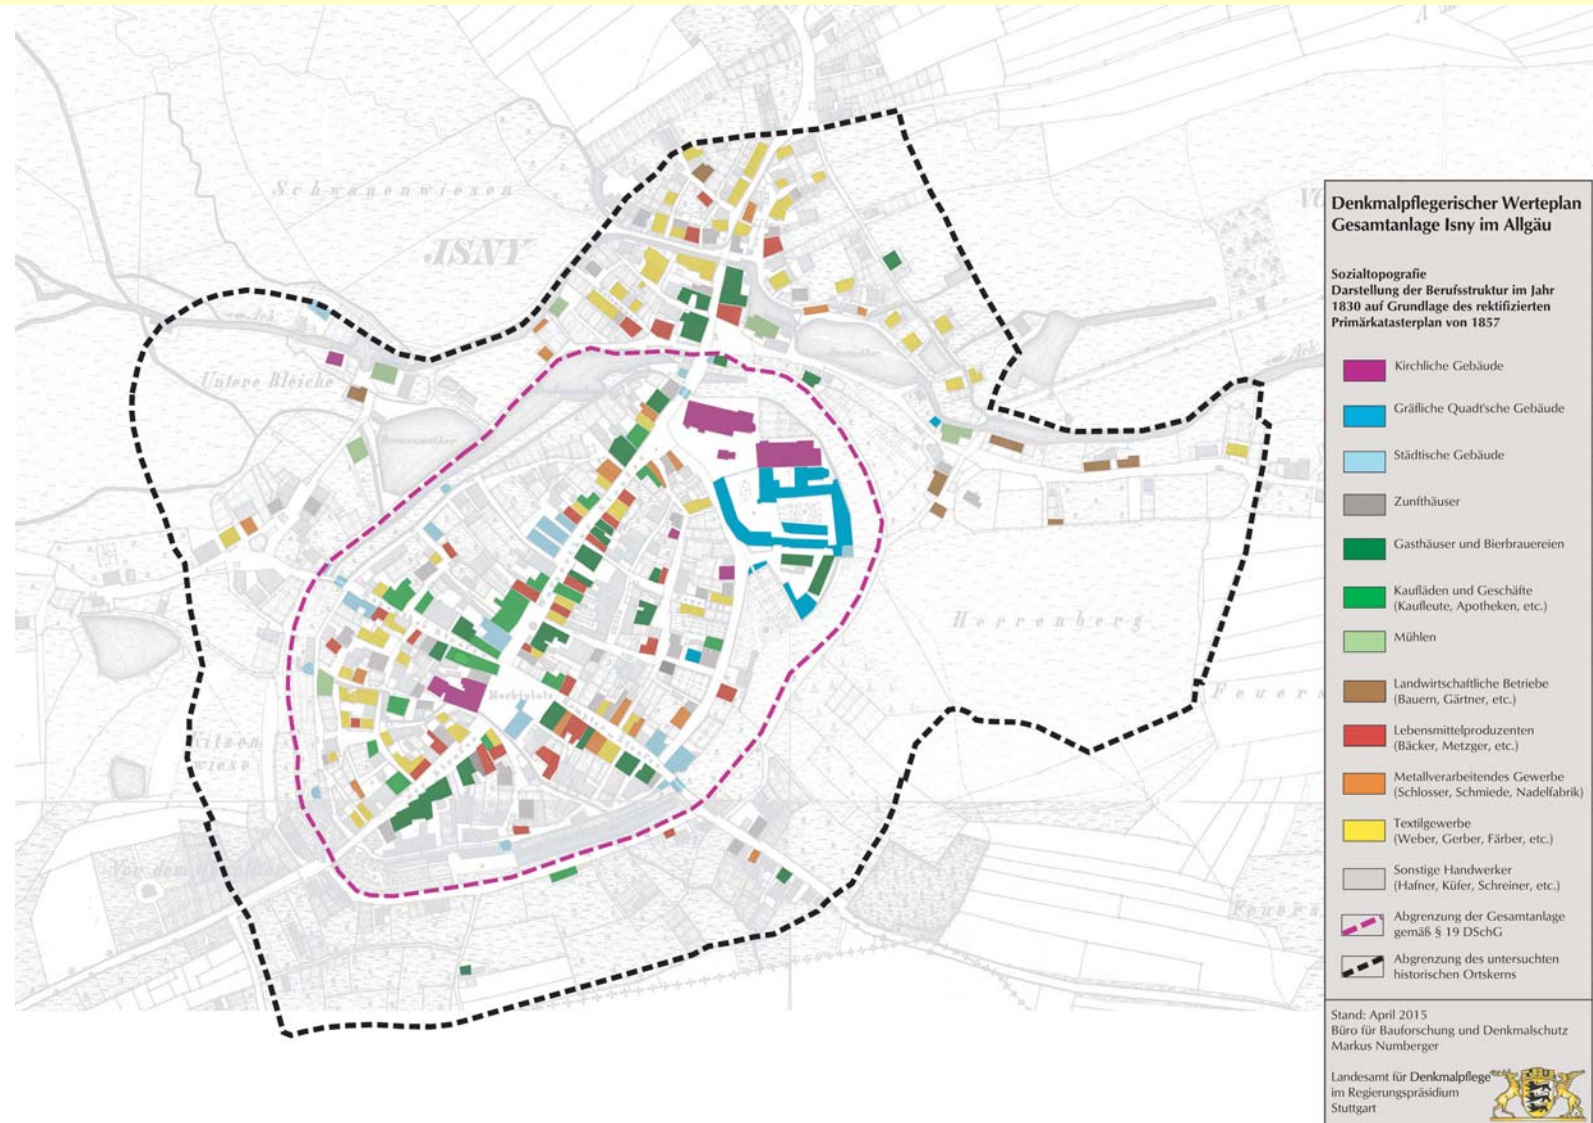 Schwanenwiesen
JSNY
Untere Bleiche
Ach
Ach
Herrenberg
Marktplatz
Denkmalpflegerischer Werteplan
Gesamtanlage Isny im Allgäu
Sozialtopografie
Darstellung der Berufsstruktur im Jahr
1830 auf Grundlage des rektifizierten
Primärkatasterplan von 1857
Kirchliche Gebäude
Gräfliche Quadt'sche Gebäude
Städtische Gebäude
Zunfthäuser
Gasthäuser und Bierbrauereien
Kaufläden und Geschäfte
(Kaufleute, Apotheken, etc.)
Mühlen
Landwirtschaftliche Betriebe
(Bauern, Gärtner, etc.)
Lebensmittelproduzenten
(Bäcker, Metzger, etc.)
Metallverarbeitendes Gewerbe
(Schlosser, Schmiede, Nadelfabrik)
Textilgewerbe
(Weber, Gerber, Färber, etc.)
Sonstige Handwerker
(Hafner, Küfer, Schreiner, etc.)
Abgrenzung der Gesamtanlage
gemäß § 19 DSchG
Abgrenzung des untersuchten
historischen Ortskerns
Stand: April 2015
Büro für Bauforschung und Denkmalschutz
Markus Numberger
Landesamt für Denkmalpflege
im Regierungspräsidium
Stuttgart